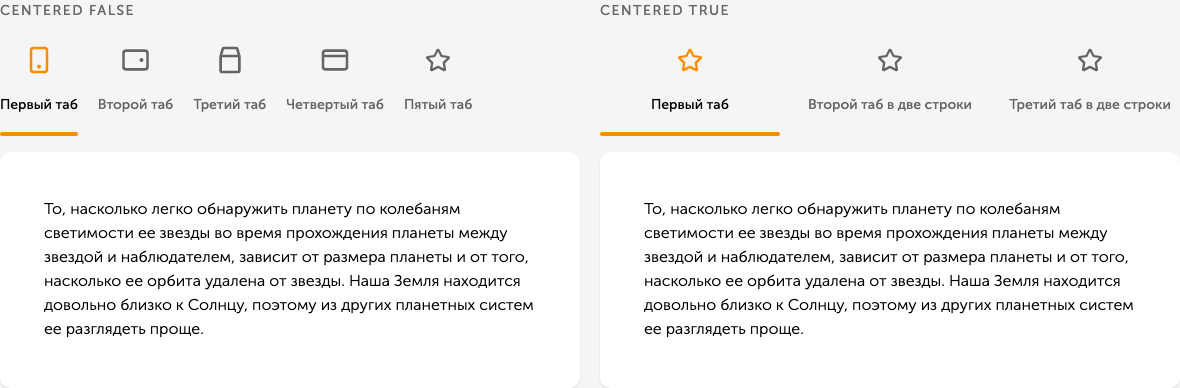 CENTERED FALSE
Первый таб
Второй таб
Третий таб
Четвертый таб
Пятый таб
То, насколько легко обнаружить планету по колебаням
светимости ее звезды во время прохождения планеты между
звездой и наблюдателем, зависит от размера планеты и от того,
насколько ее орбита удалена от звезды. Наша Земля находится
довольно близко к Солнцу, поэтому из других планетных систем
ее разглядеть проще.
CENTERED TRUE
Первый таб
Второй таб в две строки
Третий таб в две строки
То, насколько легко обнаружить планету по колебаням
светимости ее звезды во время прохождения планеты между
звездой и наблюдателем, зависит от размера планеты и от того,
насколько ее орбита удалена от звезды. Наша Земля находится
довольно близко к Солнцу, поэтому из других планетных систем
ее разглядеть проще.